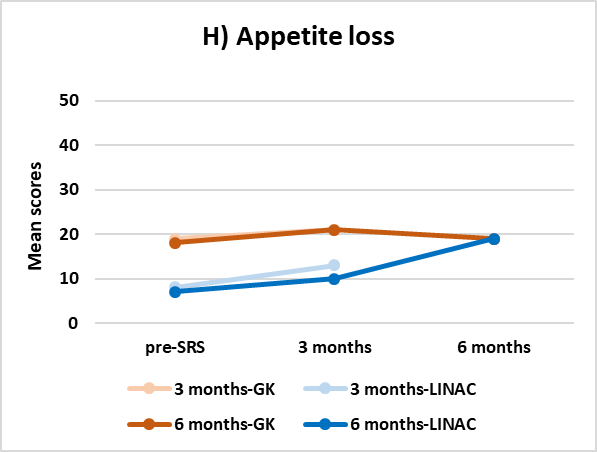 H) Appetite loss
50
40
30
20
10
0
Mean scores
pre-SRS 3 months 6 months
3 months-GK 3 months-LINAC
6 months-GK 6 months-LINAC